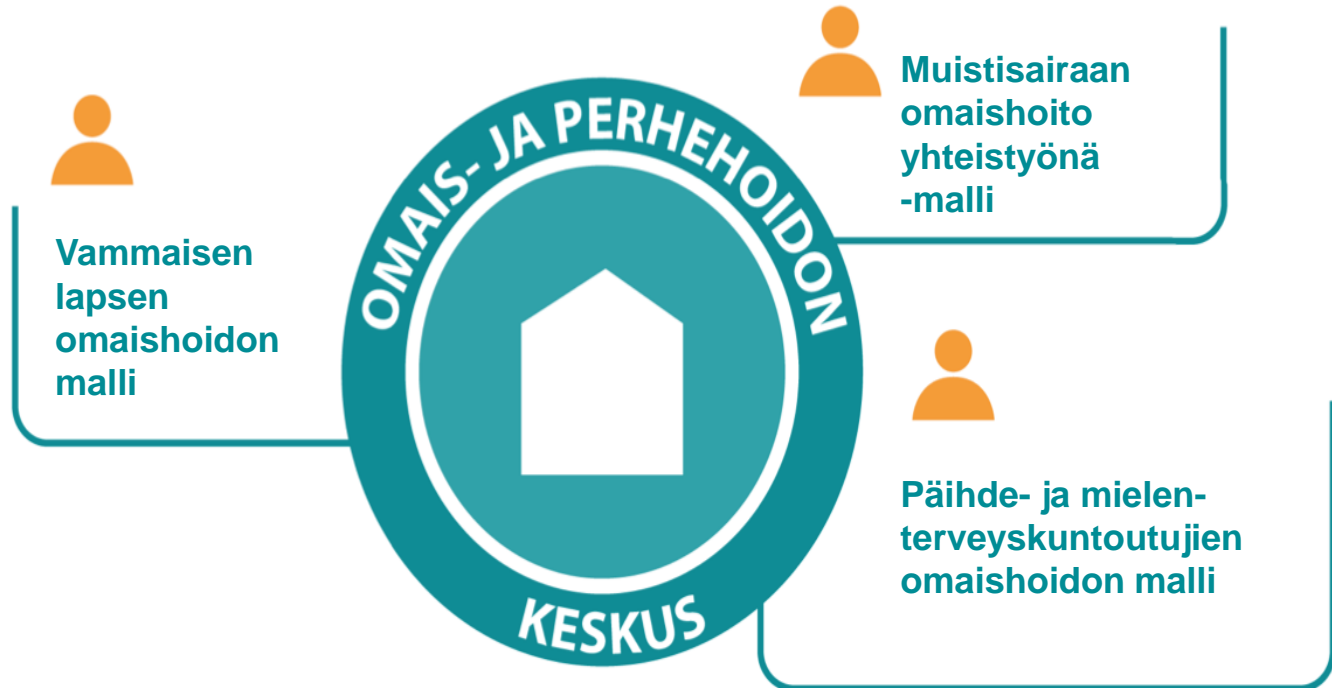 OMAIS- JA PERHEHOIDON
KESKUS
Vammaisen
lapsen
omaishoidon
malli
Muistisairaan
omaishoito
yhteistyönä
-malli
Päihde- ja mielen-
terveyskuntoutujien
omaishoidon malli